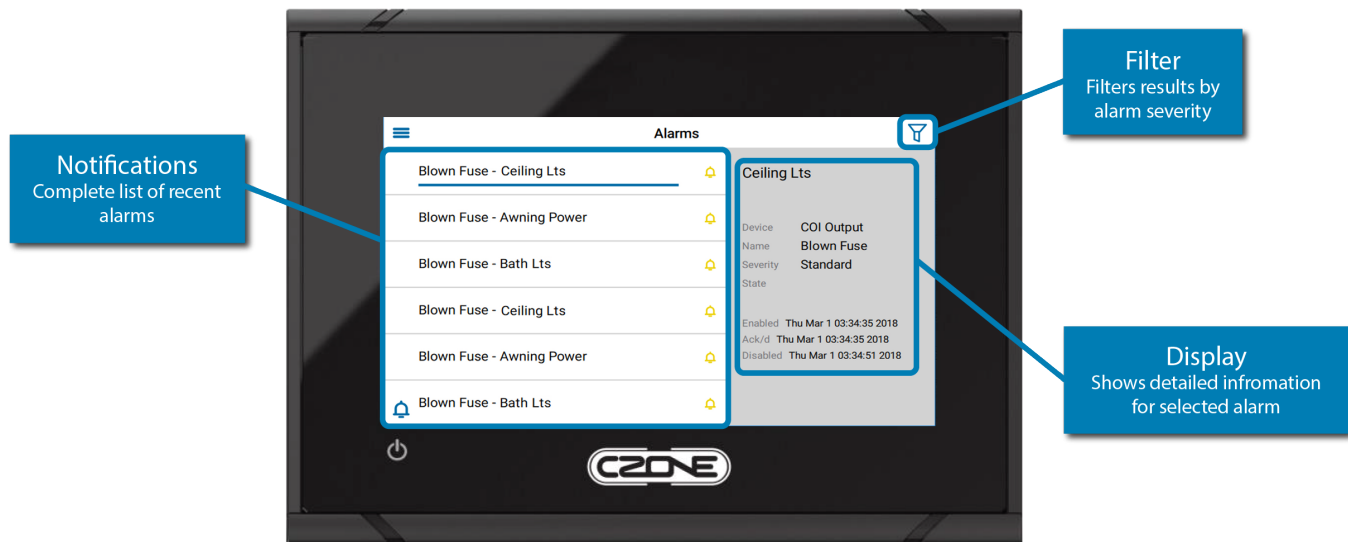 Filter
Filters results by
alarm severity
Notifications
Complete list of recent
alarms
Alarms
Blown Fuse - Ceiling Lts
Blown Fuse - Awning Power
Blown Fuse - Bath Lts
Blown Fuse - Ceiling Lts
Blown Fuse - Awning Power
Blown Fuse - Bath Lts
Ceiling Lts
Device COI Output
Name Blown Fuse
Severity Standard
State
Enabled Thu Mar 1 03:34:35 2018
Ack/d Thu Mar 1 03:34:35 2018
Disabled Thu Mar 1 03:34:51 2018
Display
Shows detailed infromation
for selected alarm
CZONE